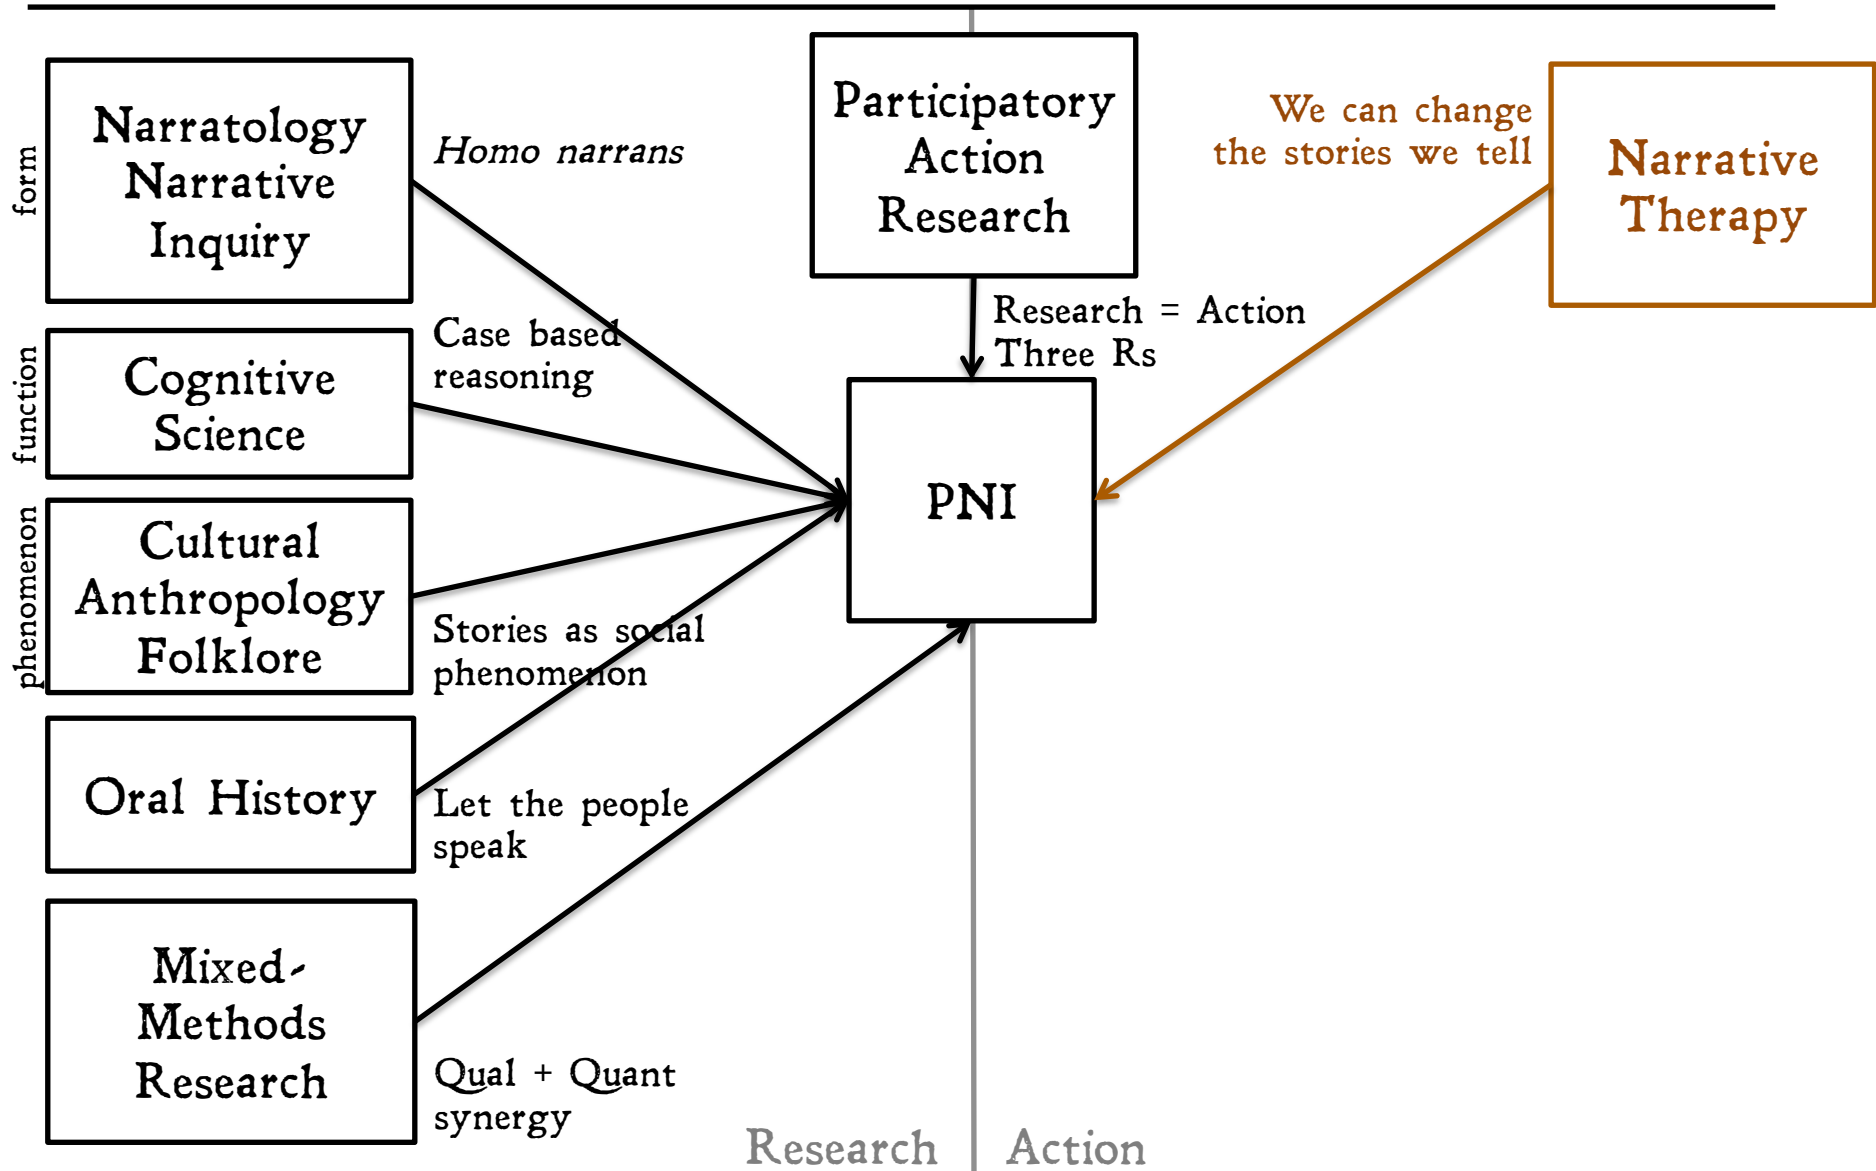 form
Narratology
Narrative
Inquiry
Homo narrans
function
Cognitive
Science
Case based
reasoning
phenomenon
Cultural
Anthropology
Folklore
Stories as social
phenomenon
Oral History
Let the people
speak
Mixed-
Methods
Research
Qual + Quant
synergy
Participatory
Action
Research
Research = Action
Three Rs
PNI
We can change
the stories we tell
Narrative
Therapy
Research
Action